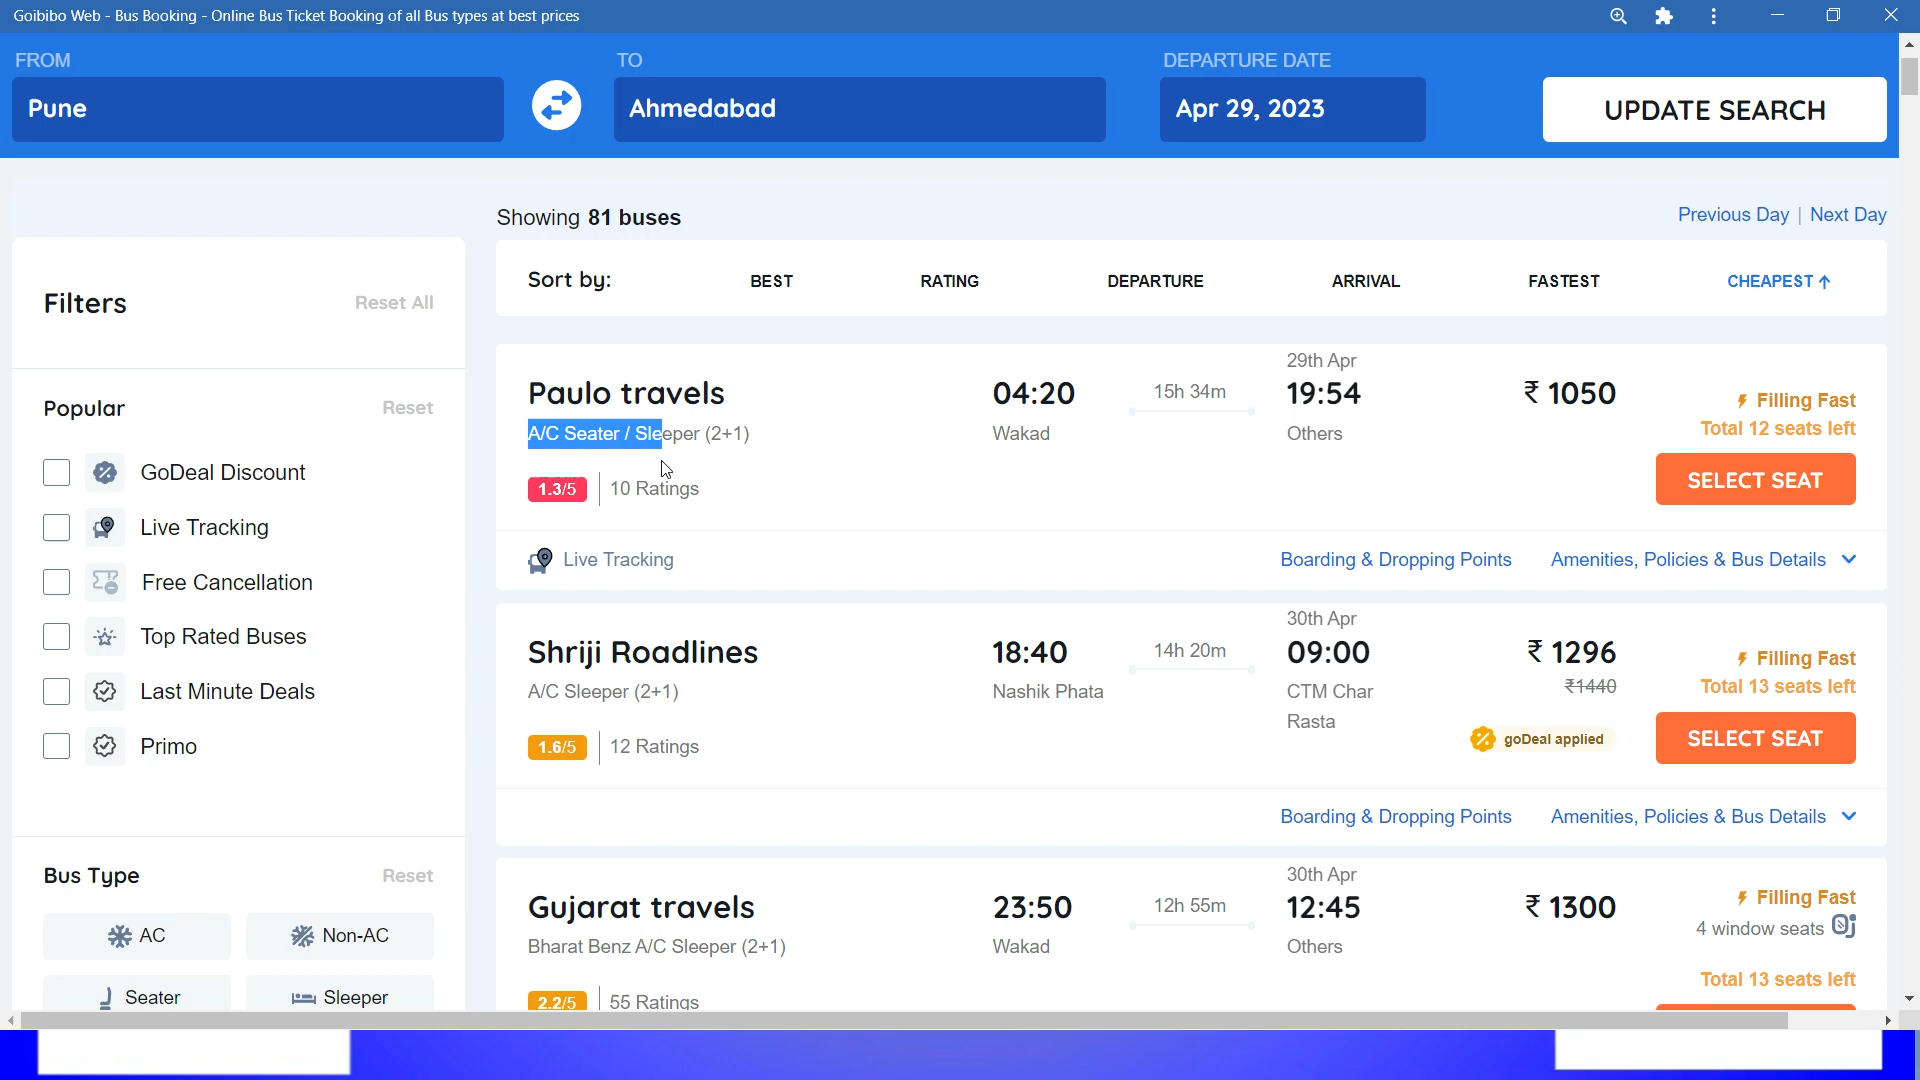 Goibibo Web - Bus Booking - Online Bus Ticket Booking of all Bus types at best prices
FROM
TO
DEPARTURE DATE
Pune
Ahmedabad
Apr 29, 2023
UPDATE SEARCH
Showing 81 buses
Previous Day | Next Day
Sort by:
BEST
RATING
DEPARTURE
ARRIVAL
FASTEST
CHEAPEST
Filters
Reset All
Popular
Reset
GoDeal Discount
Live Tracking
Free Cancellation
Top Rated Buses
Last Minute Deals
Primo
Bus Type
Reset
AC
Non-AC
Seater
Sleeper
Paulo travels
A/C Seater / Sleeper (2+1)
1.3/5
10 Ratings
04:20
Wakad
15h 34m
29th Apr
19:54
Others
₹ 1050
Filling Fast
Total 12 seats left
SELECT SEAT
Live Tracking
Boarding & Dropping Points
Amenities, Policies & Bus Details
Shriji Roadlines
A/C Sleeper (2+1)
1.6/5
12 Ratings
18:40
Nashik Phata
14h 20m
30th Apr
09:00
CTM Char
Rasta
₹ 1296
₹1440
goDeal applied
Filling Fast
Total 13 seats left
SELECT SEAT
Boarding & Dropping Points
Amenities, Policies & Bus Details
Gujarat travels
Bharat Benz A/C Sleeper (2+1)
2.2/5
55 Ratings
23:50
Wakad
12h 55m
30th Apr
12:45
Others
₹ 1300
Filling Fast
4 window seats
Total 13 seats left